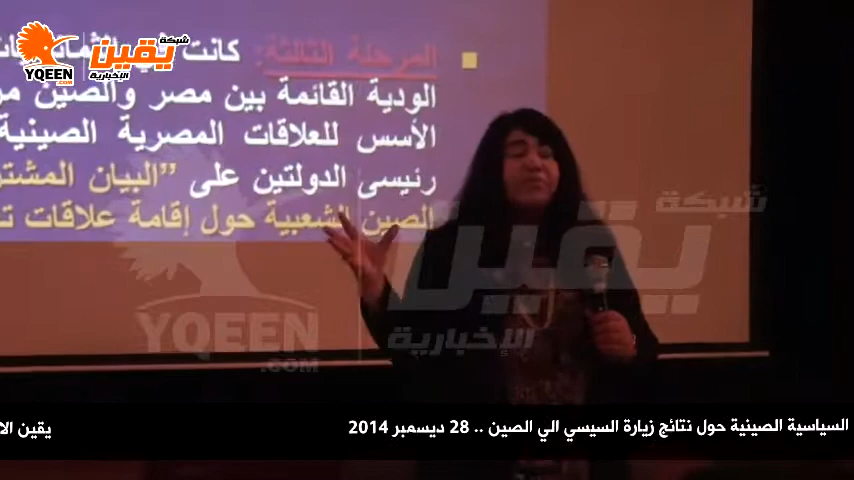 شبكة
يقين
الإخبارية
YQEEN
.COM
المرحلة الثالثة: كانت في
الودية القائمة بين مصر والصين
الأسس للعلاقات المصرية الصينية
رئيسى الدولتين على "البيان
الصين الشعبية حول إقامة علاقات
شبكة
يقين
الإخبارية
YQEEN
.COM
السياسية الصينية حول نتائج زيارة السيسي الي الصين .. 28 ديسمبر 2014
يقين